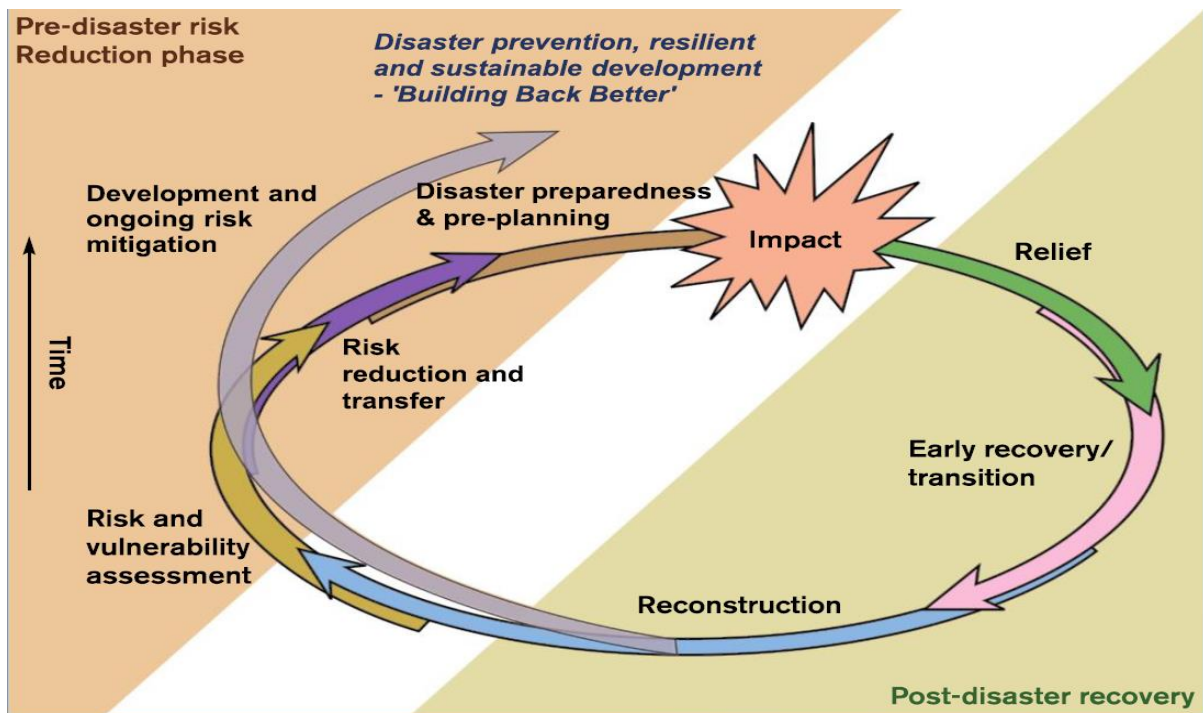 Pre-disaster risk
Reduction phase
Disaster prevention, resilient
and sustainable development
- 'Building Back Better'
Development and
ongoing risk
mitigation
Disaster preparedness
& pre-planning
Impact
Relief
Time
Risk
reduction and
transfer
Early recovery/
transition
Risk and
vulnerability
assessment
Reconstruction
Post-disaster recovery